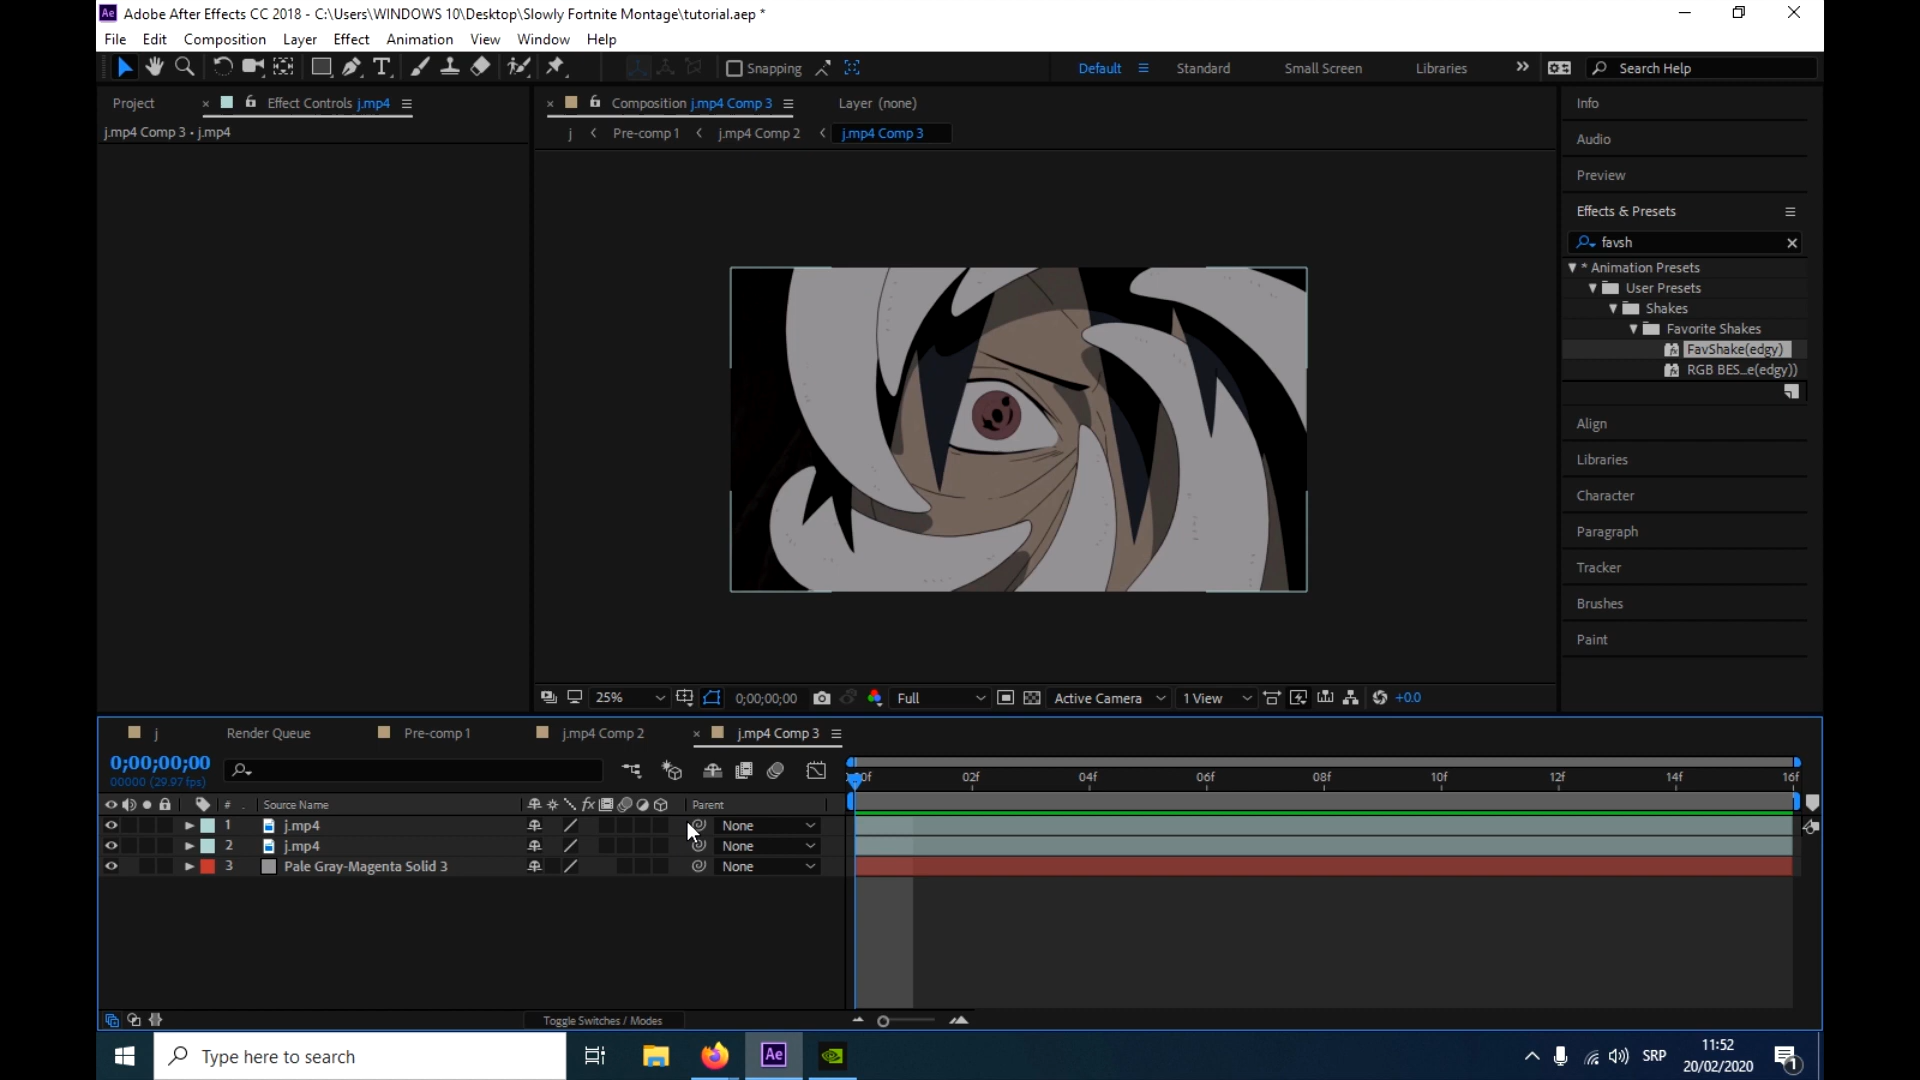 Ae Adobe After Effects CC 2018 - C:\Users\WINDOWS 10\Desktop\Slowly Fortnite Montage\tutorial.aep *
File Edit Composition Layer Effect Animation View Window Help
T Snapping Default Standard Small Screen Libraries Search Help
Project Effect Controls j.mp4 Composition j.mp4 Comp 3 Layer (none)
j.mp4 Comp 3 • j.mp4
j Pre-comp 1 j.mp4 Comp 2 j.mp4 Comp 3
Info
Audio
Preview
Effects & Presets
favsh
* Animation Presets
User Presets
Shakes
Favorite Shakes
FavShake(edgy)
RGB BES...e(edgy))
Align
Libraries
Character
Paragraph
Tracker
Brushes
Paint
25% 0;00;00;00 Full Active Camera 1 View +0.0
j Render Queue Pre-comp 1 j.mp4 Comp 2 j.mp4 Comp 3
0;00;00;00
00000 (29.97 fps)
00f 02f 04f 06f 08f 10f 12f 14f 16f
# Source Name fx Parent
1 j.mp4 None
2 j.mp4 None
3 Pale Gray-Magenta Solid 3 None
Toggle Switches / Modes
Type here to search Ae SRP 11:52
20/02/2020 1